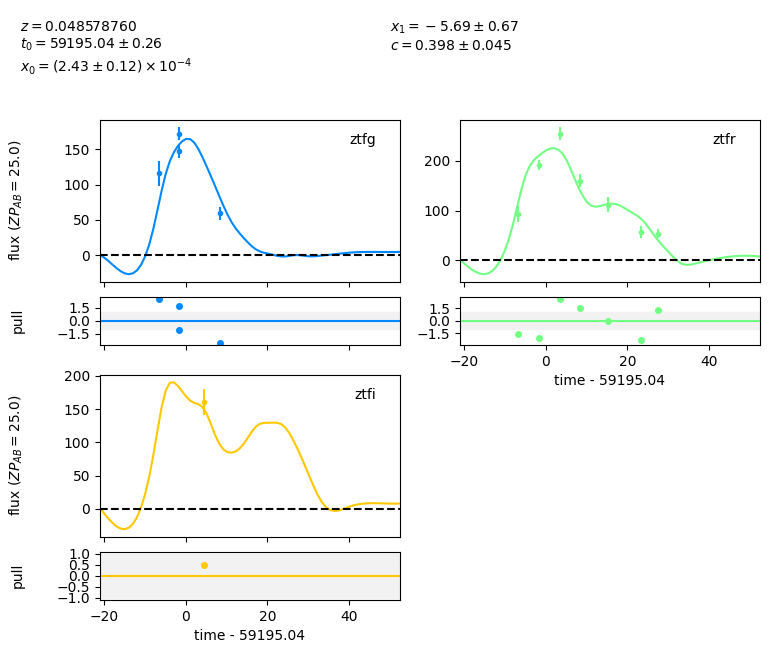 z = 0.048578760
t₀ = 59195.04 ± 0.26
x₀ = (2.43 ± 0.12) × 10⁻⁴
x₁ = −5.69 ± 0.67
c = 0.398 ± 0.045
ztfg
flux (ZP_AB = 25.0)
150
100
50
0
pull
1.5
0.0
−1.5
ztfr
200
100
0
1.5
0.0
−1.5
−20 0 20 40
time - 59195.04
ztfi
flux (ZP_AB = 25.0)
200
150
100
50
0
pull
1.0
0.5
0.0
−0.5
−1.0
−20 0 20 40
time - 59195.04